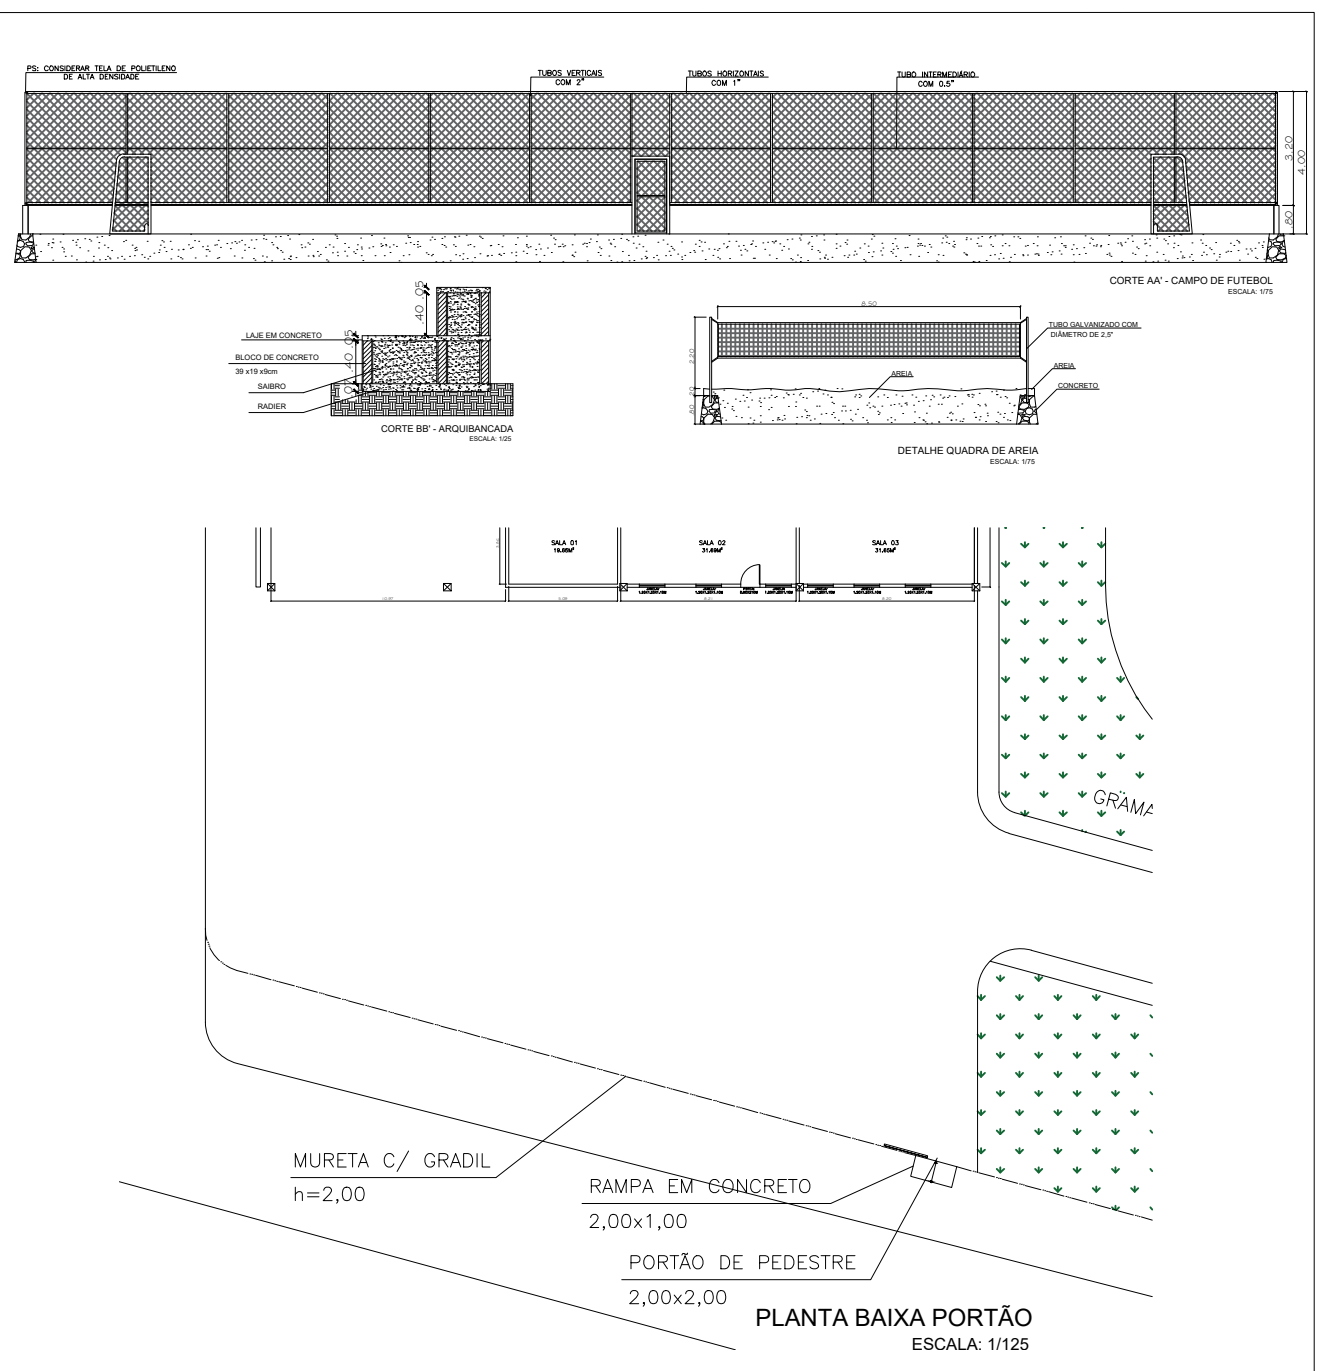 PS: CONSIDERAR TELA DE POLIETILENO
DE ALTA DENSIDADE
TUBOS VERTICAIS
COM 2"
TUBOS HORIZONTAIS
COM 1"
TUBO INTERMEDIÁRIO
COM 0.5"
3.20
4.00
.80
CORTE AA' - CAMPO DE FUTEBOL
ESCALA: 1/75
.05
.40
.05
.40
LAJE EM CONCRETO
BLOCO DE CONCRETO
39 x19 x9cm
SAIBRO
RADIER
CORTE BB' - ARQUIBANCADA
ESCALA: 1/25
8.50
2.20
.20
.80
TUBO GALVANIZADO COM
DIÂMETRO DE 2,5"
AREIA
AREIA
CONCRETO
DETALHE QUADRA DE AREIA
ESCALA: 1/75
SALA 01
SALA 02
SALA 03
GRAMA
MURETA C/ GRADIL
h=2,00
RAMPA EM CONCRETO
2,00x1,00
PORTÃO DE PEDESTRE
2,00x2,00
PLANTA BAIXA PORTÃO
ESCALA: 1/125